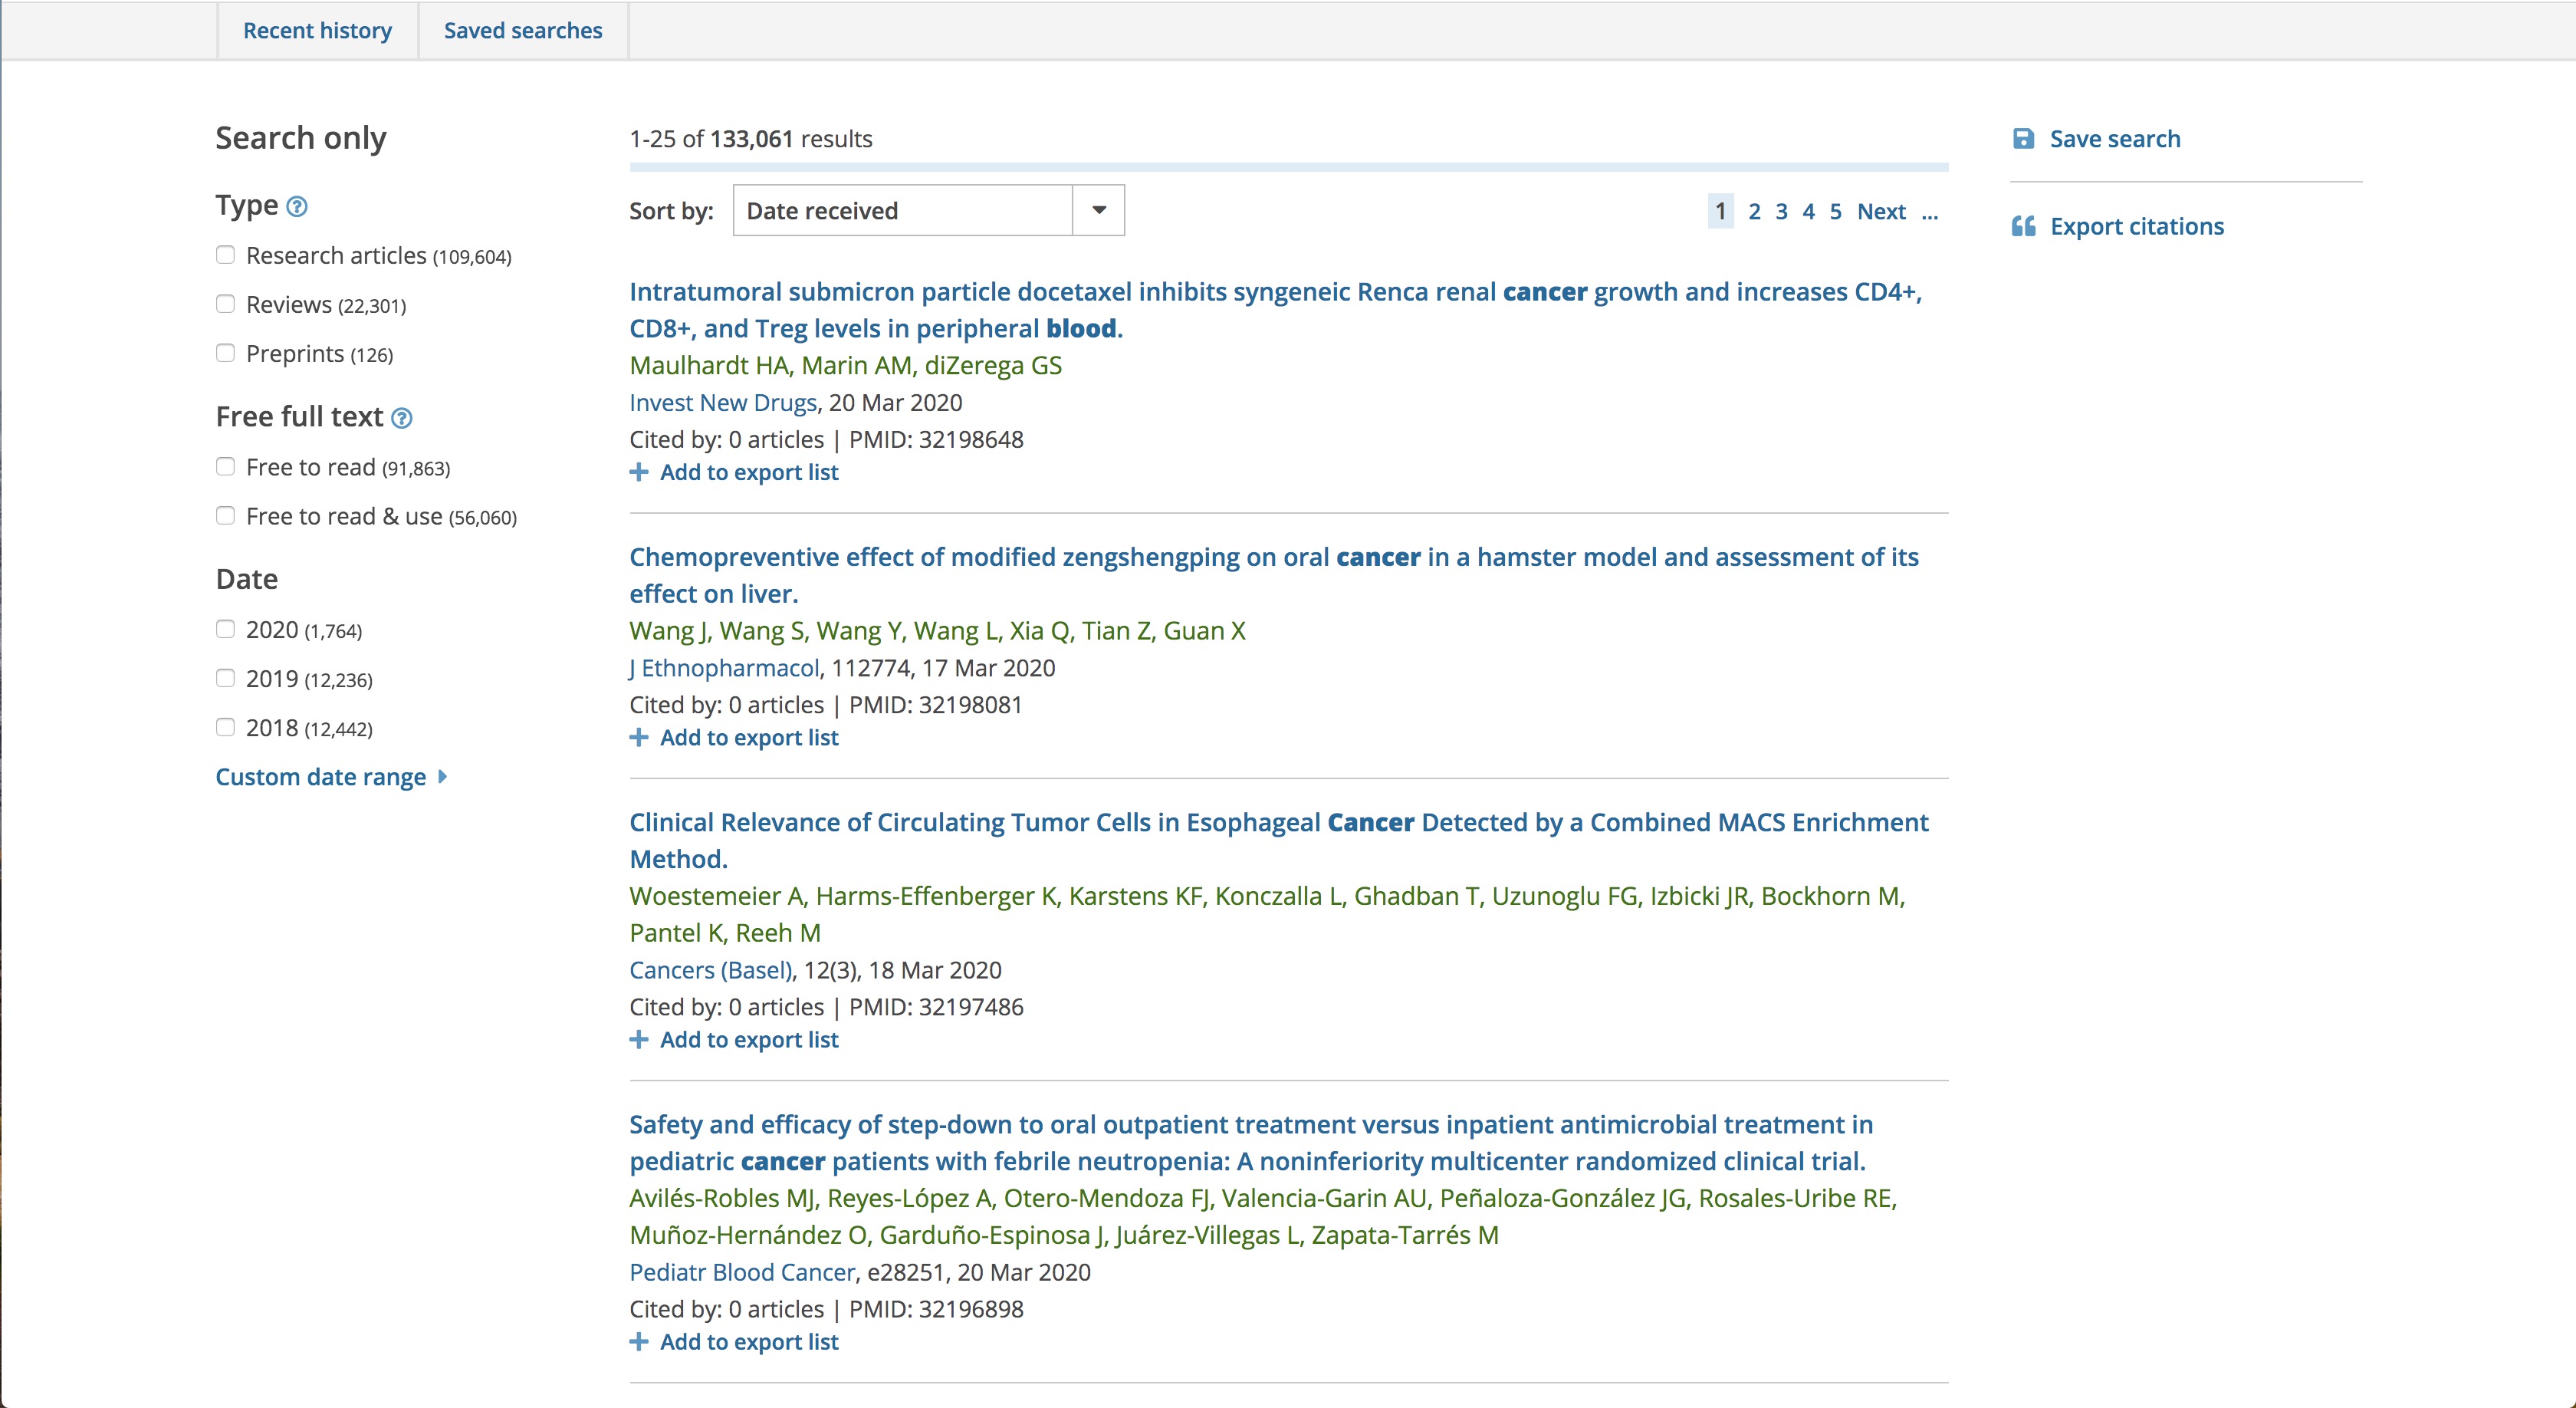 Recent history
Saved searches
Search only
Type
Research articles (109,604)
Reviews (22,301)
Preprints (126)
Free full text
Free to read (91,863)
Free to read & use (56,060)
Date
2020 (1,764)
2019 (12,236)
2018 (12,442)
Custom date range
1-25 of 133,061 results
Sort by: Date received
1 2 3 4 5 Next ...
Intratumoral submicron particle docetaxel inhibits syngeneic Renca renal cancer growth and increases CD4+,
CD8+, and Treg levels in peripheral blood.
Maulhardt HA, Marin AM, diZerega GS
Invest New Drugs, 20 Mar 2020
Cited by: 0 articles | PMID: 32198648
+ Add to export list
Chemopreventive effect of modified zengshengping on oral cancer in a hamster model and assessment of its
effect on liver.
Wang J, Wang S, Wang Y, Wang L, Xia Q, Tian Z, Guan X
J Ethnopharmacol, 112774, 17 Mar 2020
Cited by: 0 articles | PMID: 32198081
+ Add to export list
Clinical Relevance of Circulating Tumor Cells in Esophageal Cancer Detected by a Combined MACS Enrichment
Method.
Woestemeier A, Harms-Effenberger K, Karstens KF, Konczalla L, Ghadban T, Uzunoglu FG, Izbicki JR, Bockhorn M,
Pantel K, Reeh M
Cancers (Basel), 12(3), 18 Mar 2020
Cited by: 0 articles | PMID: 32197486
+ Add to export list
Safety and efficacy of step-down to oral outpatient treatment versus inpatient antimicrobial treatment in
pediatric cancer patients with febrile neutropenia: A noninferiority multicenter randomized clinical trial.
Avilés-Robles MJ, Reyes-López A, Otero-Mendoza FJ, Valencia-Garin AU, Peñaloza-González JG, Rosales-Uribe RE,
Muñoz-Hernández O, Garduño-Espinosa J, Juárez-Villegas L, Zapata-Tarrés M
Pediatr Blood Cancer, e28251, 20 Mar 2020
Cited by: 0 articles | PMID: 32196898
+ Add to export list
Save search
Export citations